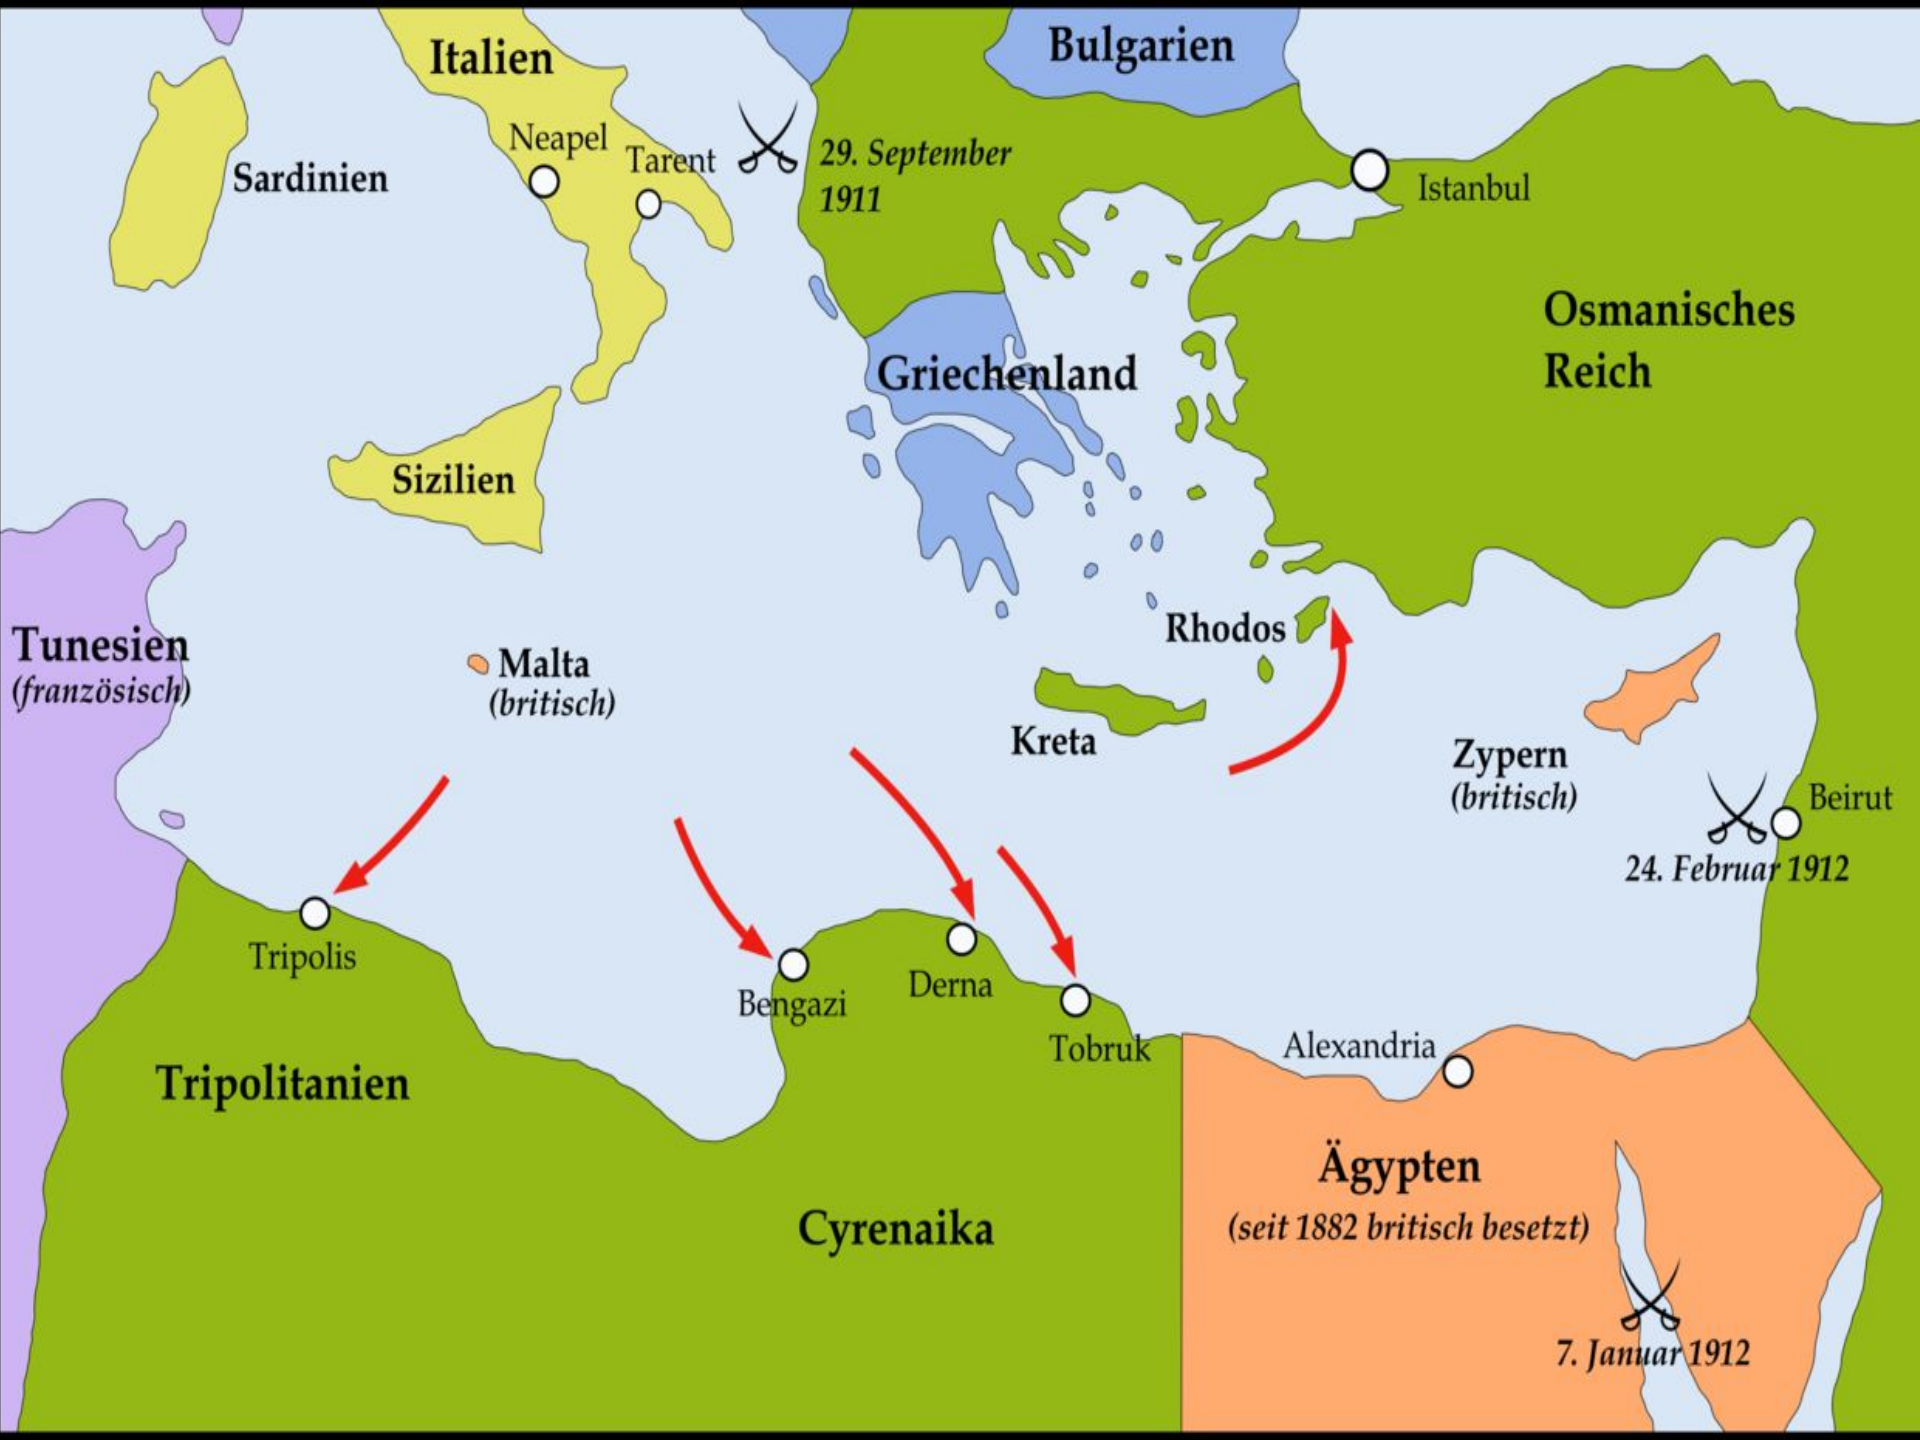 Italien
Bulgarien
Neapel
Tarent
29. September
1911
Sardinien
Istanbul
Osmanisches
Reich
Griechenland
Sizilien
Tunesien
(französisch)
Malta
(britisch)
Rhodos
Kreta
Zypern
(britisch)
Beirut
24. Februar 1912
Tripolis
Bengazi
Derna
Tobruk
Alexandria
Tripolitanien
Cyrenaika
Ägypten
(seit 1882 britisch besetzt)
7. Januar 1912